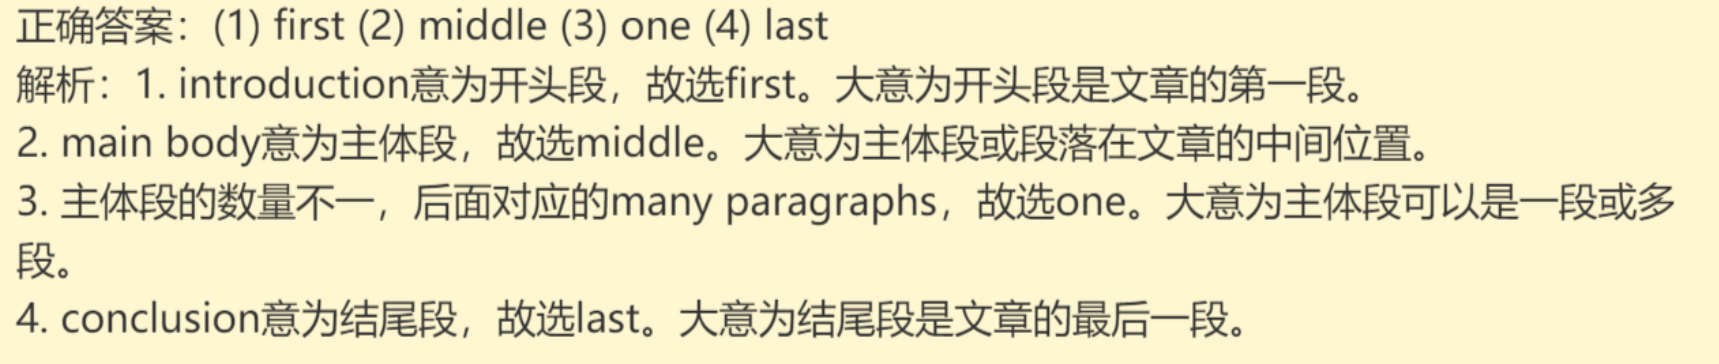 正确答案：(1) first (2) middle (3) one (4) last
解析：1. introduction意为开头段，故选first。大意为开头段是文章的第一段。
2. main body意为主体段，故选middle。大意为主体段或段落在文章的中间位置。
3. 主体段的数量不一，后面对应的many paragraphs，故选one。大意为主体段可以是一段或多
段。
4. conclusion意为结尾段，故选last。大意为结尾段是文章的最后一段。